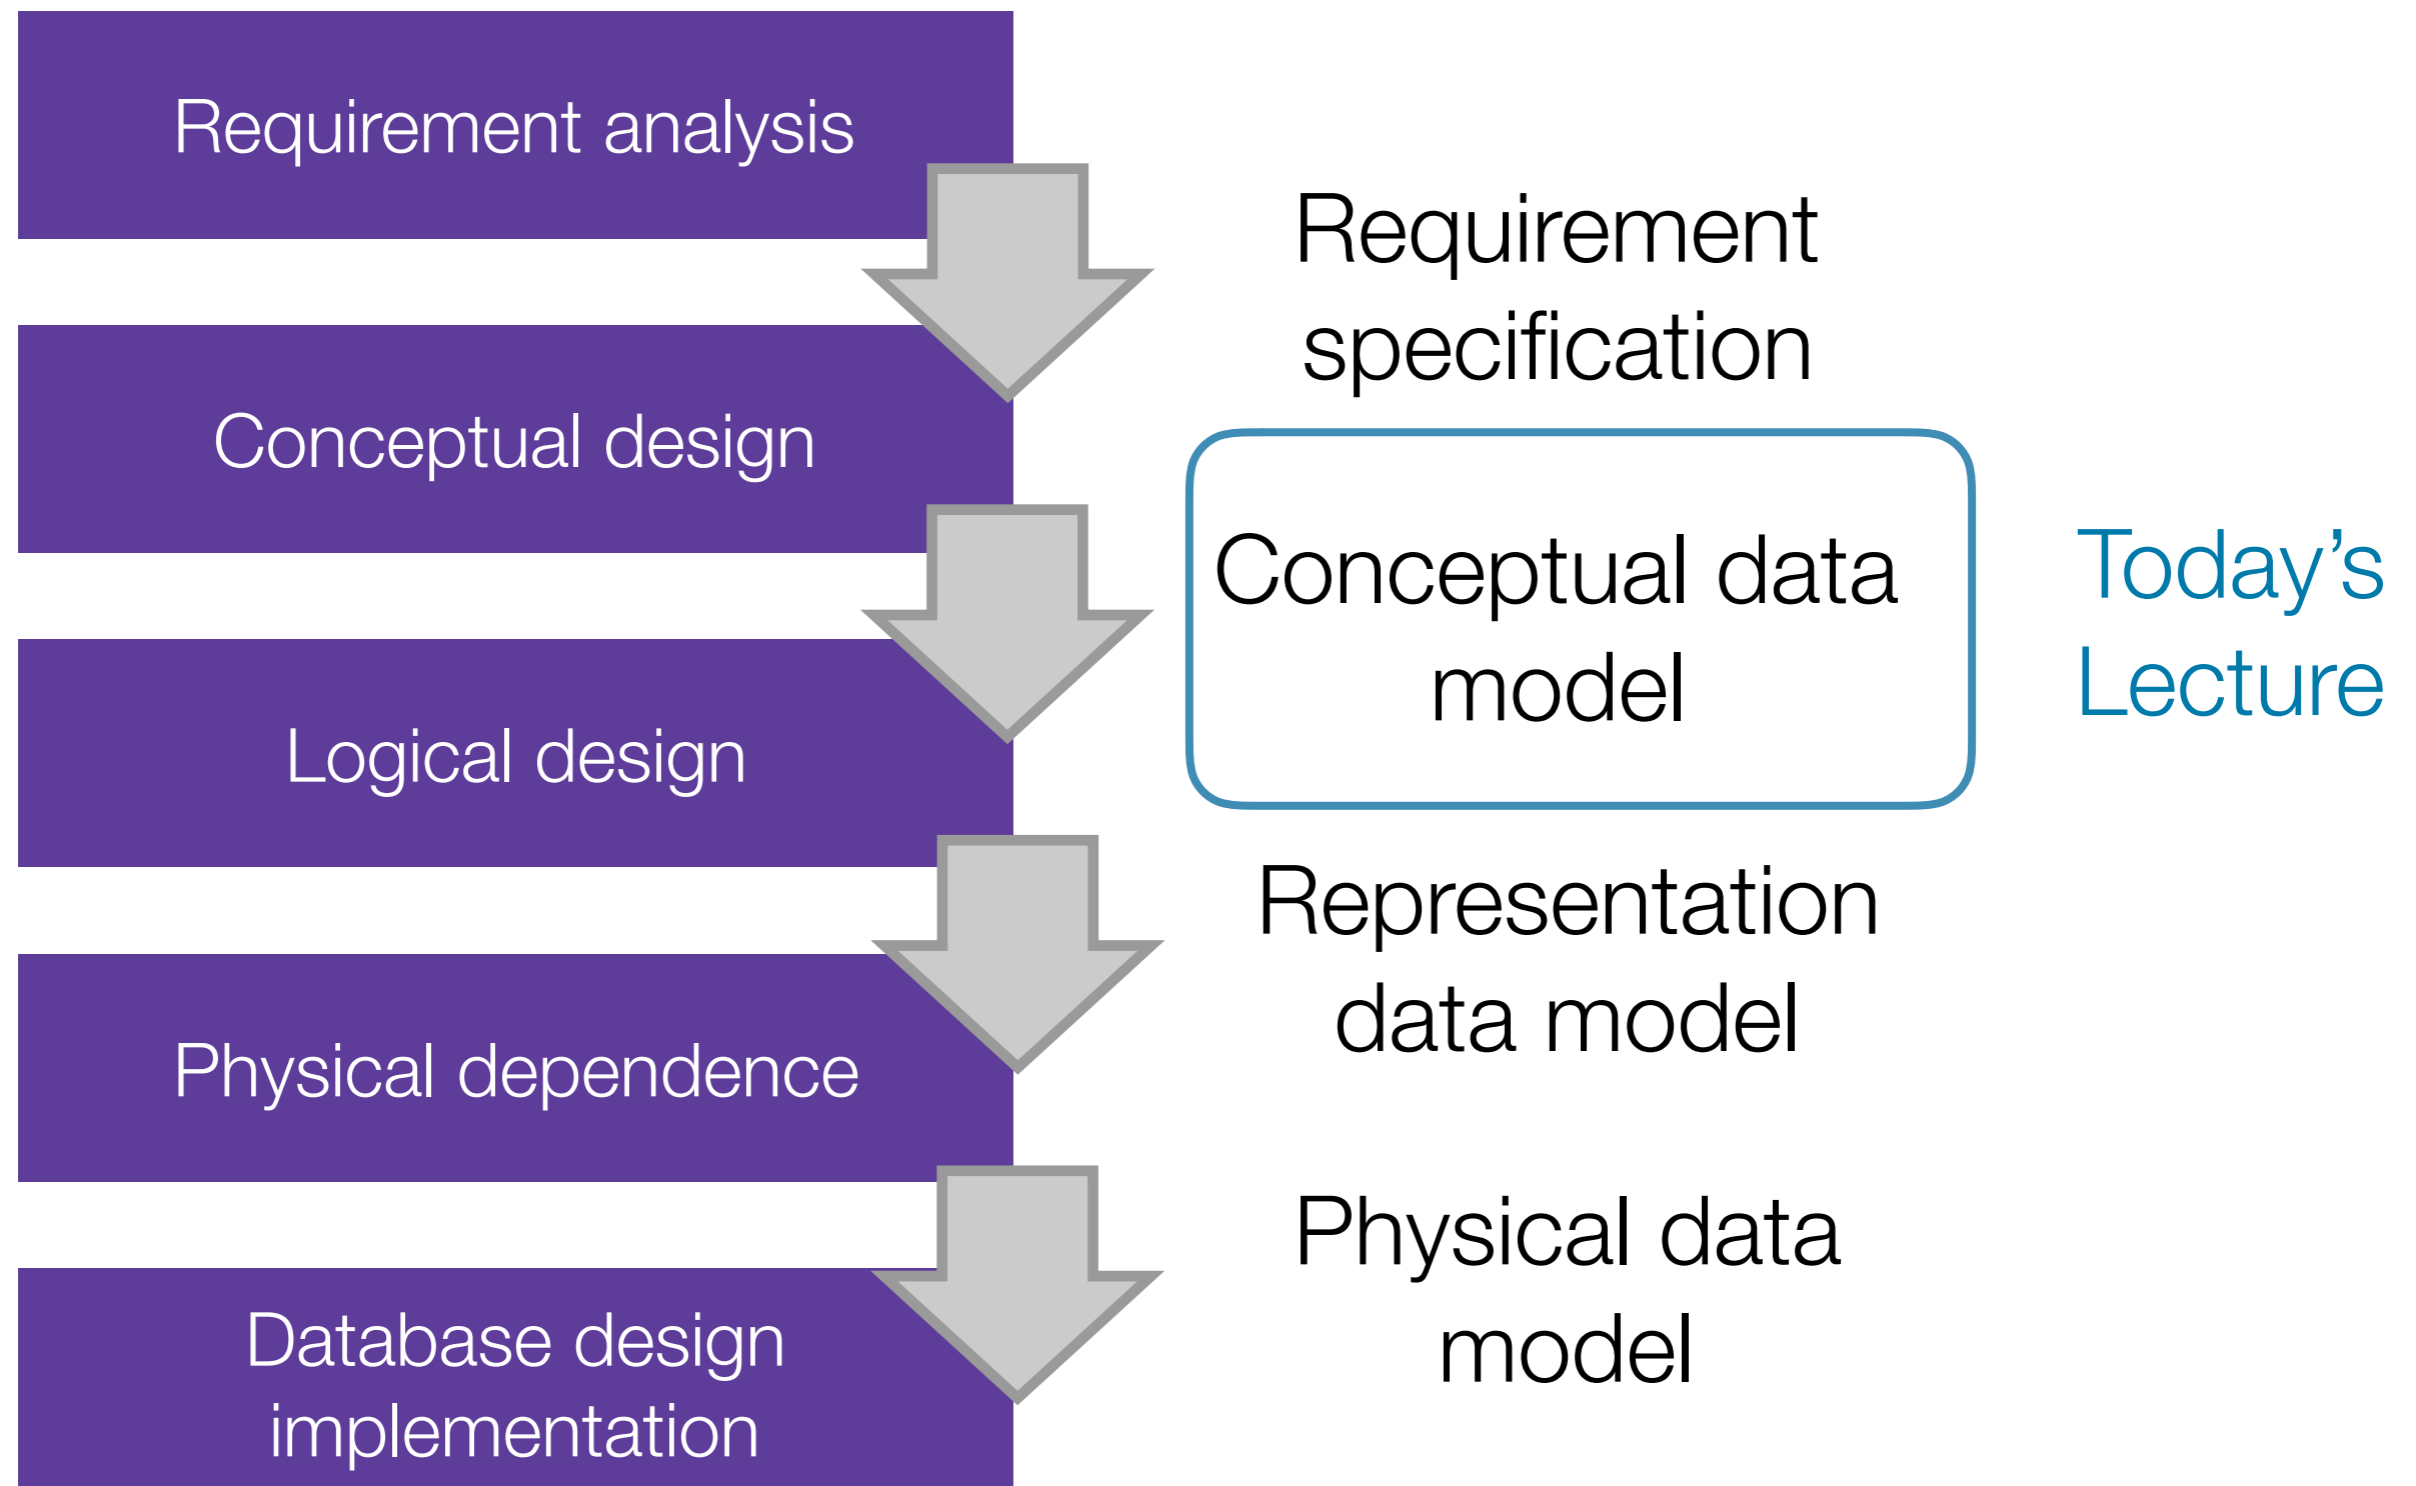 Requirement analysis
Requirement
specification
Conceptual design
Conceptual data
model
Today’s
Lecture
Logical design
Representation
data model
Physical dependence
Physical data
model
Database design
implementation